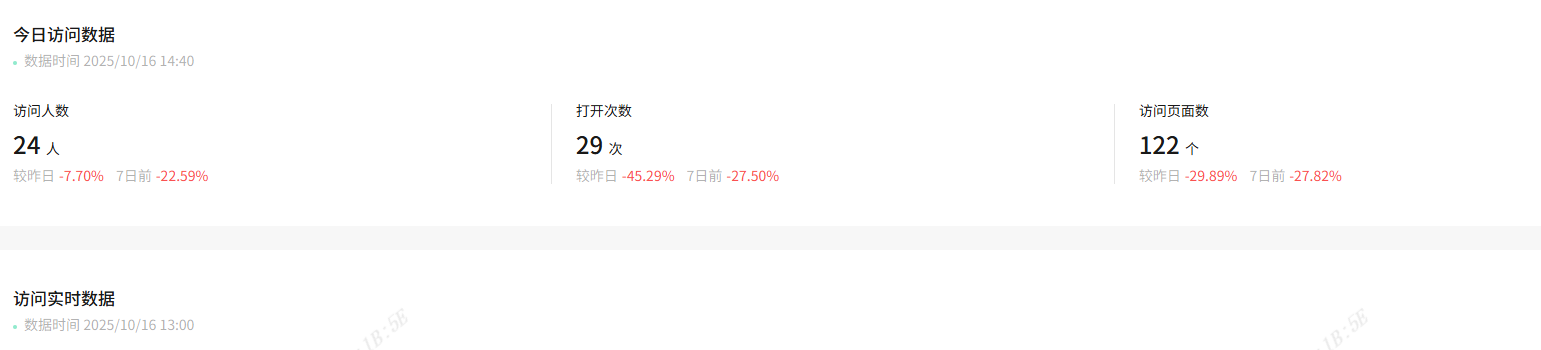 今日访问数据
数据时间 2025/10/16 14:40
访问人数 打开次数 访问页面数
24 人 29 次 122 个
较昨日 -7.70% 7日前 -22.59% 较昨日 -45.29% 7日前 -27.50% 较昨日 -29.89% 7日前 -27.82%
访问实时数据
数据时间 2025/10/16 13:00
1B:5E 1B:5E